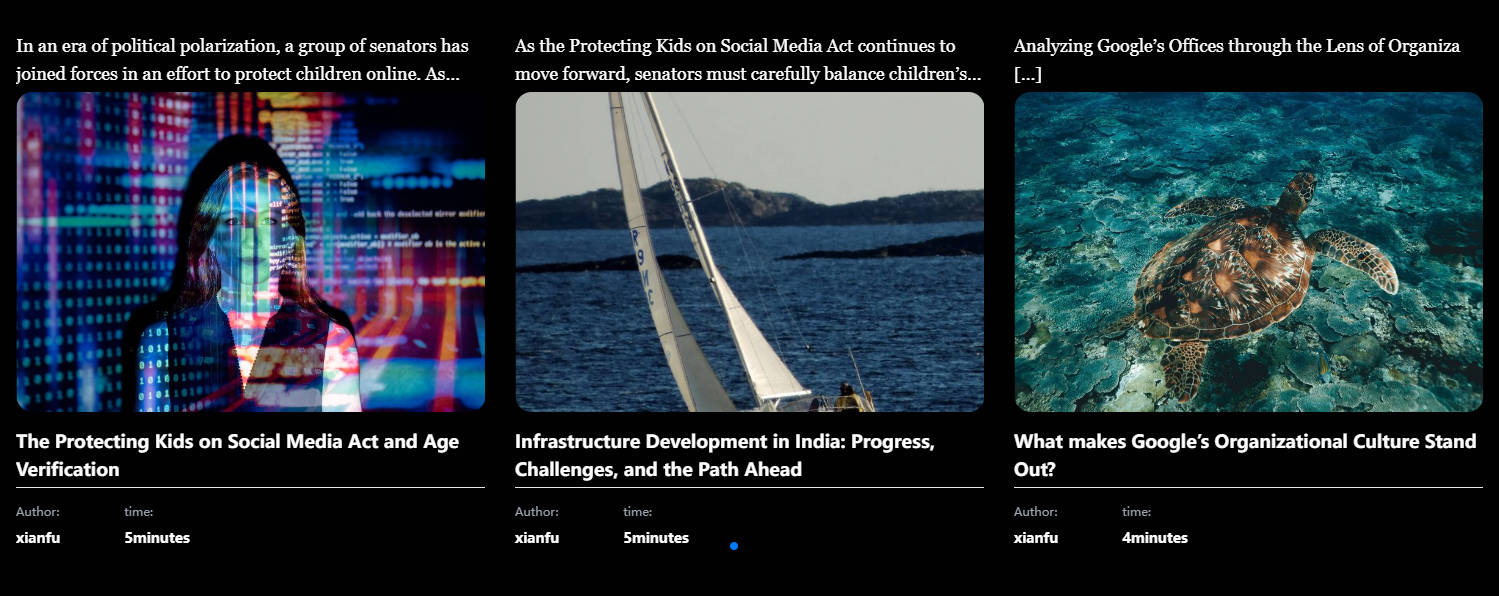 In an era of political polarization, a group of senators has
joined forces in an effort to protect children online. As...
As the Protecting Kids on Social Media Act continues to
move forward, senators must carefully balance children’s...
Analyzing Google’s Offices through the Lens of Organiza
[...]
The Protecting Kids on Social Media Act and Age
Verification
Author:
time:
xianfu
5minutes
Infrastructure Development in India: Progress,
Challenges, and the Path Ahead
Author:
time:
xianfu
5minutes
What makes Google’s Organizational Culture Stand
Out?
Author:
time:
xianfu
4minutes